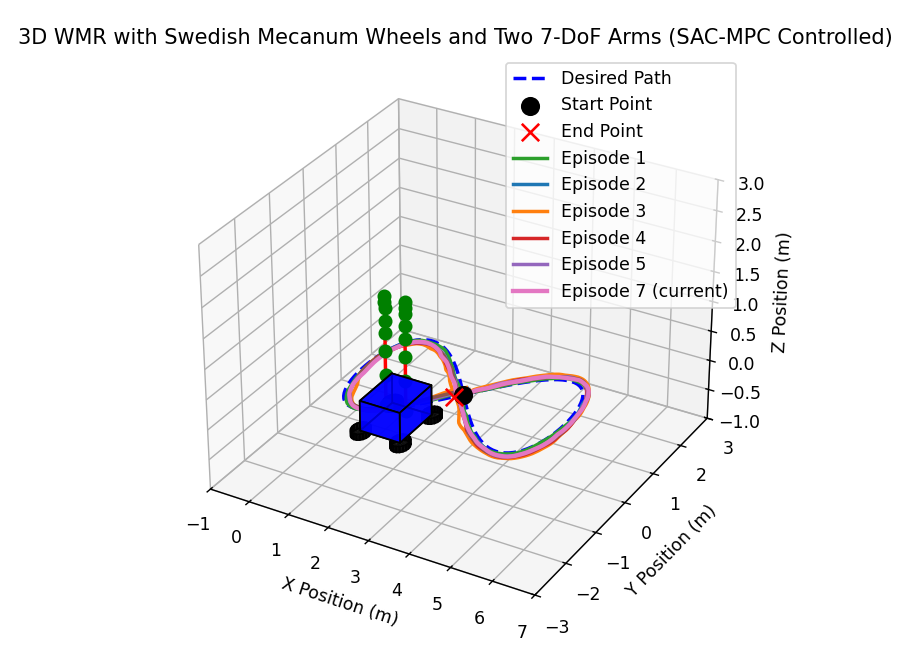 3D WMR with Swedish Mecanum Wheels and Two 7-DoF Arms (SAC-MPC Controlled)
Desired Path
Start Point
End Point
Episode 1
Episode 2
Episode 3
Episode 4
Episode 5
Episode 7 (current)
3.0
2.5
2.0
1.5
1.0
0.5
0.0
−0.5
−1.0
Z Position (m)
3
2
1
0
−1
−2
−3
Y Position (m)
−1
0
1
2
3
4
5
6
7
X Position (m)